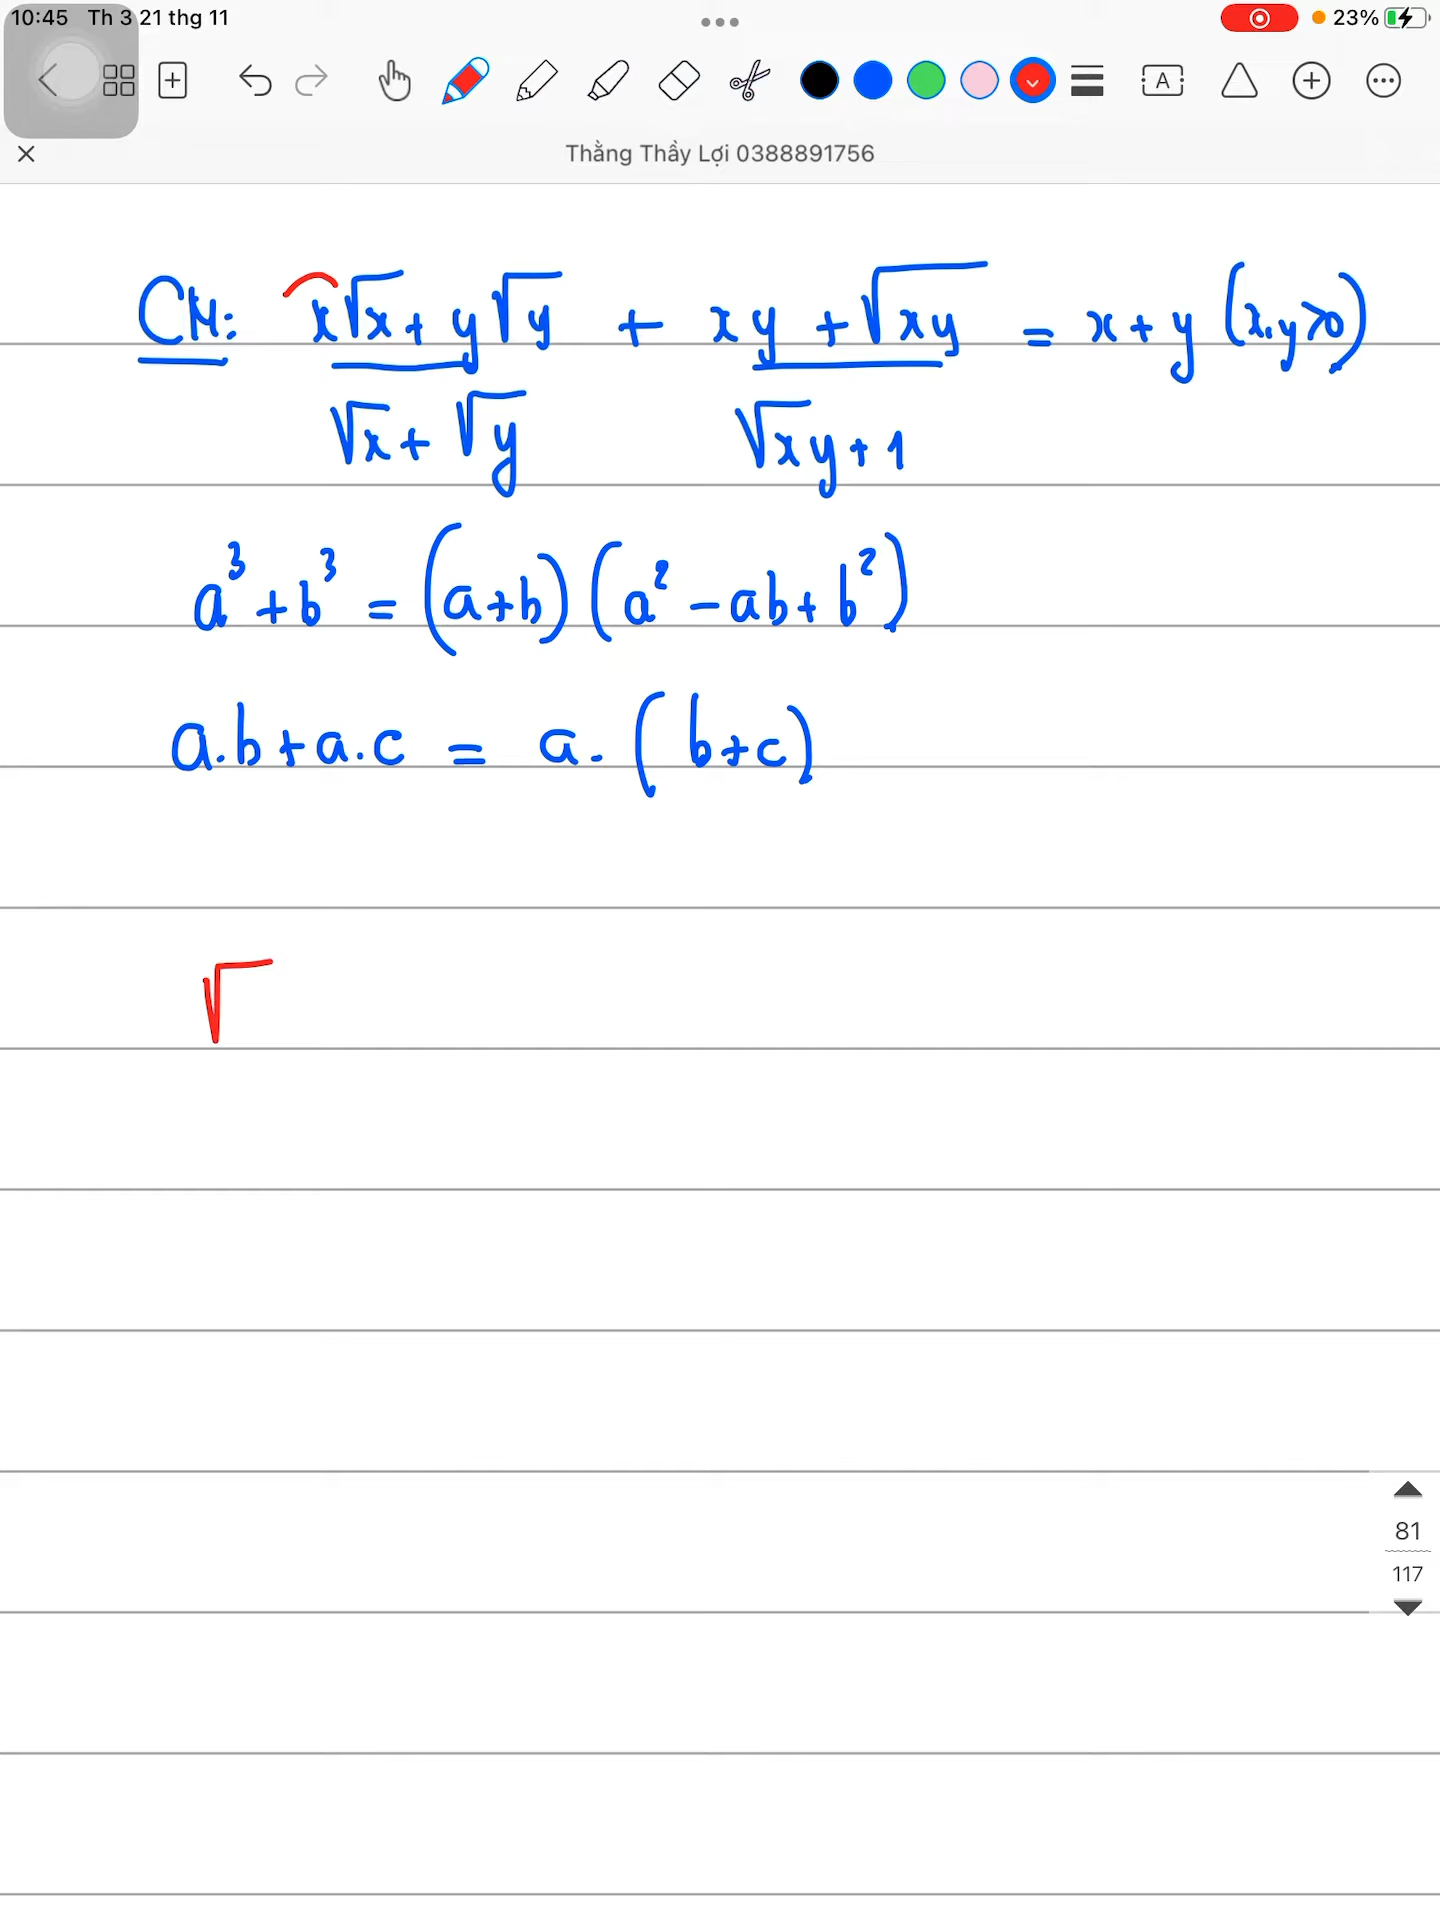 10:45 Th 3 21 thg 11 23%
A
Thằng Thầy Lợi 0388891756
CM: x√x + y√y + xy + √xy = x + y (x,y>0)
√x + √y √xy + 1
a³ + b³ = (a+b)(a² - ab + b²)
a.b + a.c = a.(b+c)
√
81
117